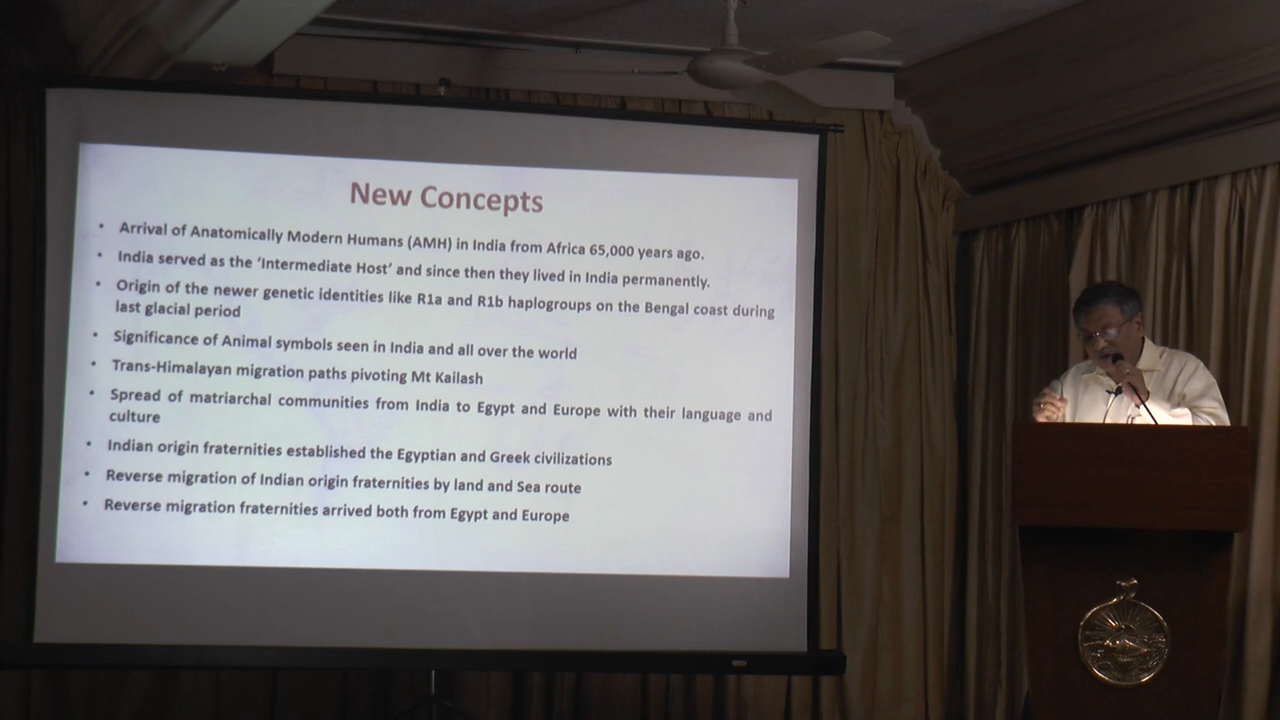 New Concepts
• Arrival of Anatomically Modern Humans (AMH) in India from Africa 65,000 years ago.
• India served as the ‘Intermediate Host’ and since then they lived in India permanently.
• Origin of the newer genetic identities like R1a and R1b haplogroups on the Bengal coast during
last glacial period
• Significance of Animal symbols seen in India and all over the world
• Trans-Himalayan migration paths pivoting Mt Kailash
• Spread of matriarchal communities from India to Egypt and Europe with their language and
culture
• Indian origin fraternities established the Egyptian and Greek civilizations
• Reverse migration of Indian origin fraternities by land and Sea route
• Reverse migration fraternities arrived both from Egypt and Europe